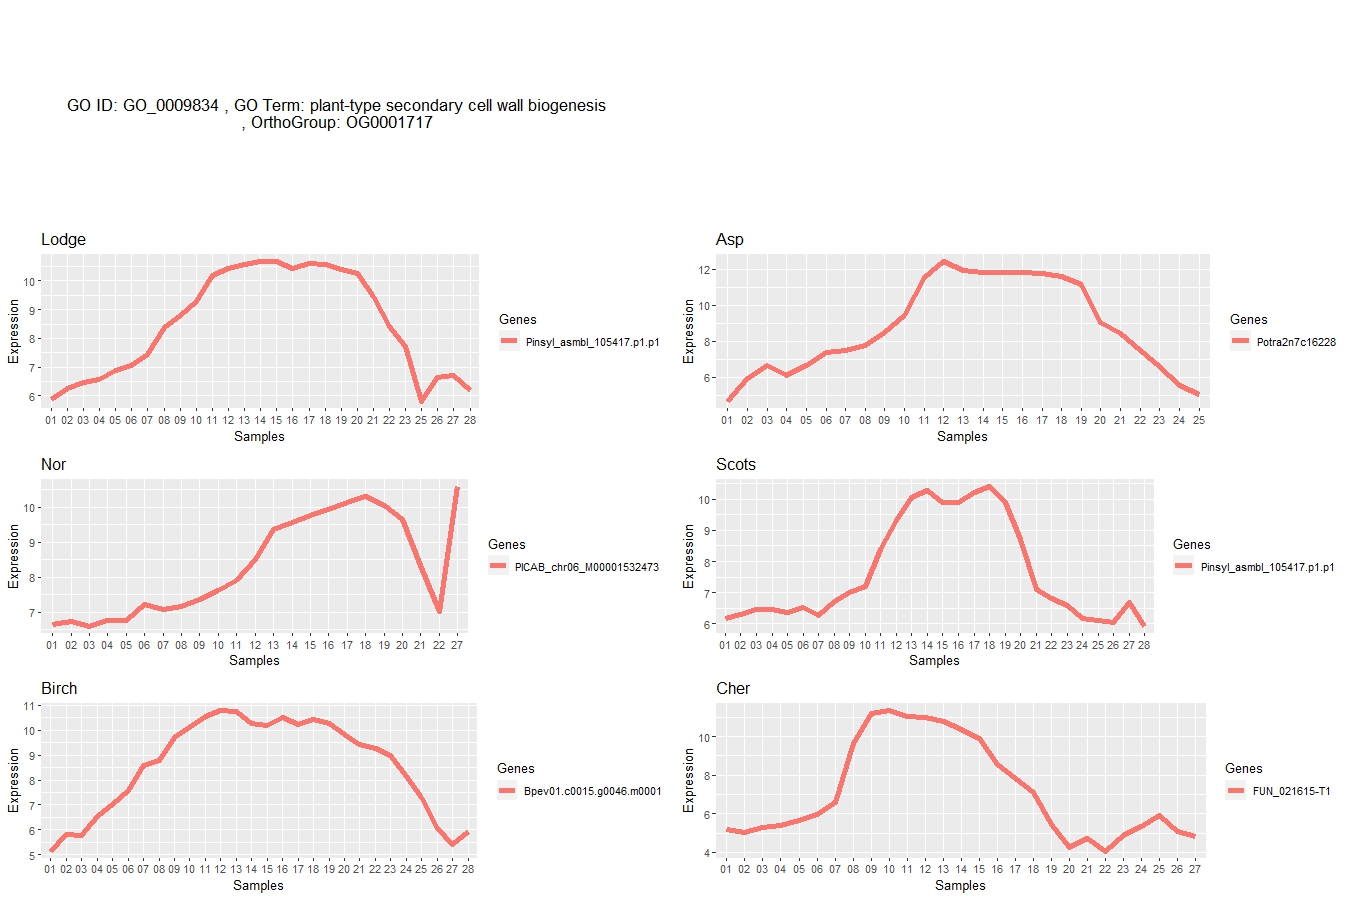 GO ID: GO_0009834 , GO Term: plant-type secondary cell wall biogenesis
, OrthoGroup: OG0001717
Lodge
Expression
10
9
8
7
6
01 02 03 04 05 06 07 08 09 10 11 12 13 14 15 16 17 18 19 20 21 22 23 25 26 27 28
Samples
Genes
Pinsyl_asmbl_105417.p1.p1
Asp
Expression
12
10
8
6
01 02 03 04 05 06 07 08 09 10 11 12 13 14 15 16 17 18 19 20 21 22 23 24 25
Samples
Genes
Potra2n7c16228
Nor
Expression
10
9
8
7
01 02 03 04 05 06 07 08 09 10 11 12 13 14 15 16 17 18 19 20 21 22 27
Samples
Genes
PICAB_chr06_M00001532473
Scots
Expression
10
9
8
7
6
01 02 03 04 05 06 07 08 09 10 11 12 13 14 15 16 17 18 19 20 21 22 23 24 25 26 27 28
Samples
Genes
Pinsyl_asmbl_105417.p1.p1
Birch
Expression
11
10
9
8
7
6
5
01 02 03 04 05 06 07 08 09 10 11 12 13 14 15 16 17 18 19 20 21 22 23 24 25 26 27 28
Samples
Genes
Bpev01.c0015.g0046.m0001
Cher
Expression
10
8
6
4
01 02 03 04 05 06 07 08 09 10 11 12 13 14 15 16 17 18 19 20 21 22 23 24 25 26 27
Samples
Genes
FUN_021615-T1